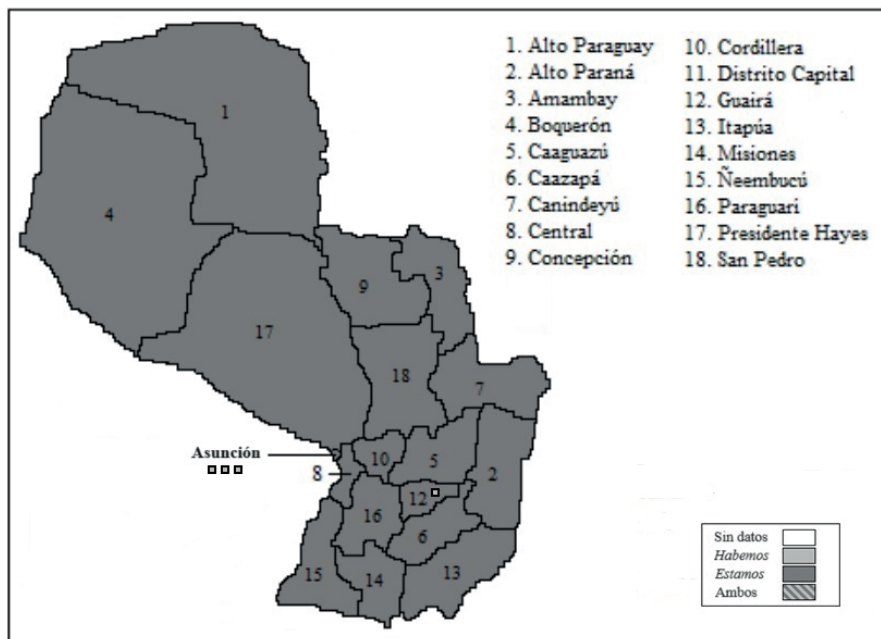 1. Alto Paraguay
2. Alto Paraná
3. Amambay
4. Boquerón
5. Caaguazú
6. Caazapá
7. Canindeyú
8. Central
9. Concepción
10. Cordillera
11. Distrito Capital
12. Guairá
13. Itapúa
14. Misiones
15. Ñeembucú
16. Paraguari
17. Presidente Hayes
18. San Pedro
1
4
9
3
17
18
7
Asunción
10
5
8
2
12
16
6
15
14
13
Sin datos
Habemos
Estamos
Ambos